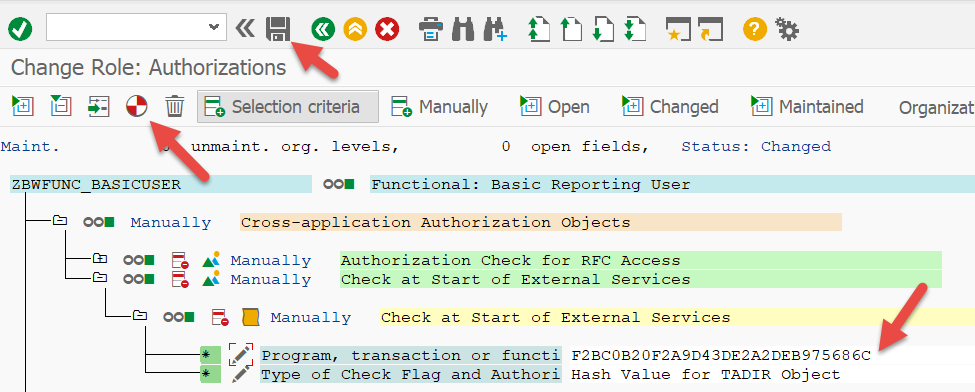 Change Role: Authorizations
Selection criteria Manually Open Changed Maintained Organizat
Maint. unmaint. org. levels, 0 open fields, Status: Changed
ZBWFUNC_BASICUSER Functional: Basic Reporting User
Manually Cross-application Authorization Objects
Manually Authorization Check for RFC Access
Manually Check at Start of External Services
Manually Check at Start of External Services
* Program, transaction or functi F2BC0B20F2A9D43DE2A2DEB975686C
* Type of Check Flag and Authori Hash Value for TADIR Object